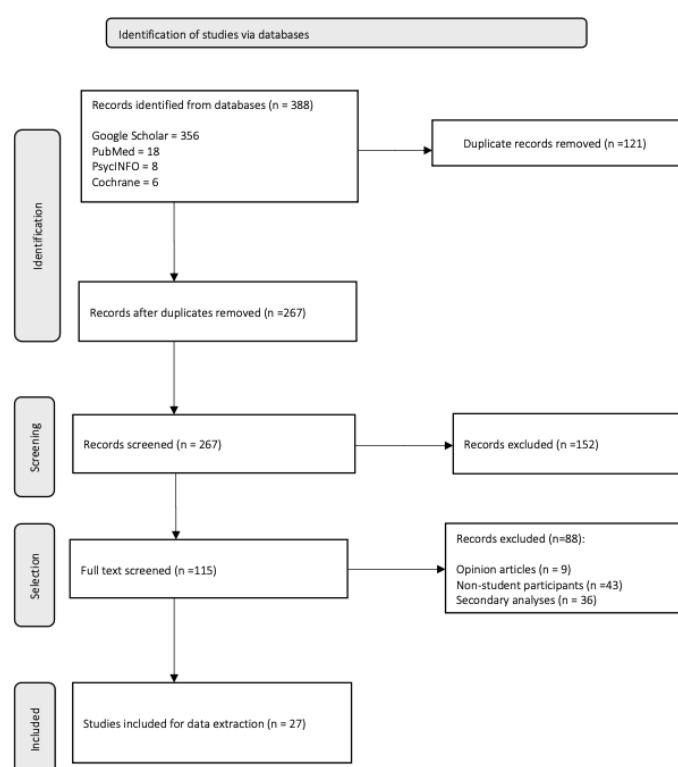 Identification of studies via databases
Records identified from databases (n = 388)
Google Scholar = 356
PubMed = 18
PsycINFO = 8
Cochrane = 6
Duplicate records removed (n =121)
Identification
Records after duplicates removed (n =267)
Screening
Records screened (n = 267)
Records excluded (n =152)
Selection
Full text screened (n =115)
Records excluded (n=88):
Opinion articles (n = 9)
Non-student participants (n =43)
Secondary analyses (n = 36)
Included
Studies included for data extraction (n = 27)